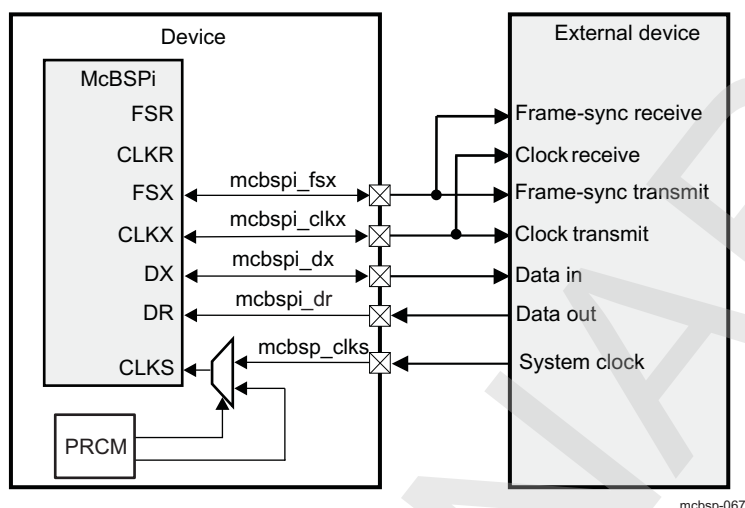 Device
External device
McBSPi
FSR
Frame-sync receive
CLKR
Clock receive
FSX
mcbspi_fsx
Frame-sync transmit
CLKX
mcbspi_clkx
Clock transmit
DX
mcbspi_dx
Data in
DR
mcbspi_dr
Data out
CLKS
mcbsp_clks
System clock
PRCM
mcbsp-067